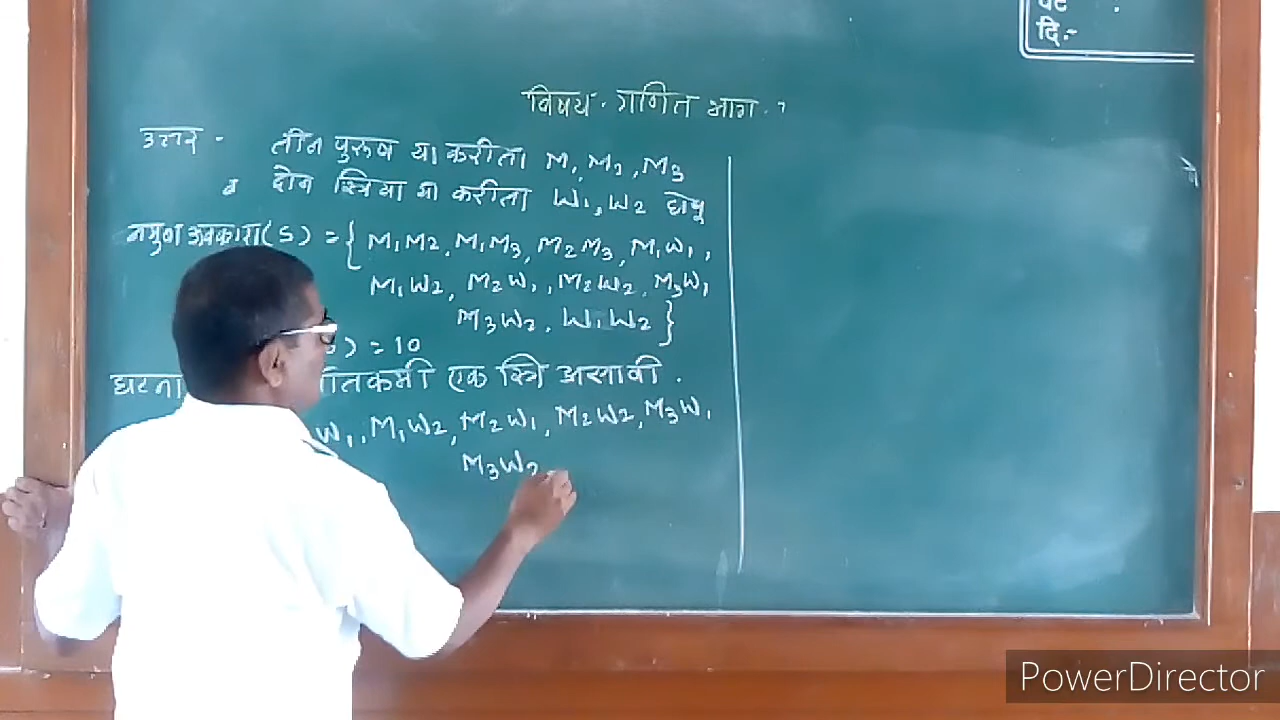 दि:-
विषय - गणित भाग - १
उत्तर - तीन पुरूष या करीता M1, M2, M3
व दोन स्त्रिया या करीता W1, W2 घेवू
नमुना अवकाश (S) = { M1M2, M1M3, M2M3, M1W1,
M1W2, M2W1, M2W2, M3W1
M3W2, W1W2 }
S) = 10
घटना कमी एक स्त्रि असावी .
W1, M1W2, M2W1, M2W2, M3W1
M3W2
PowerDirector